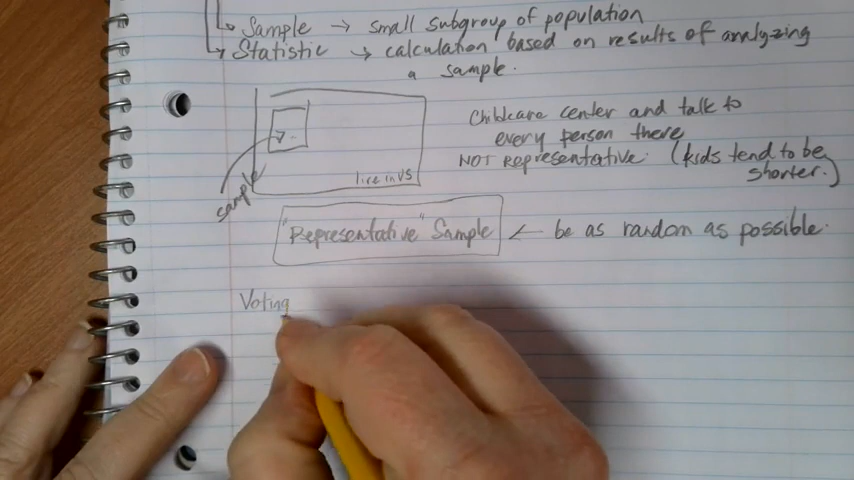 Sample → small subgroup of population
Statistic → calculation based on results of analyzing
a sample.
Childcare center and talk to
every person there
NOT Representative. (kids tend to be
shorter.)
live in US
sample
"Representative" Sample ← be as random as possible.
Voting